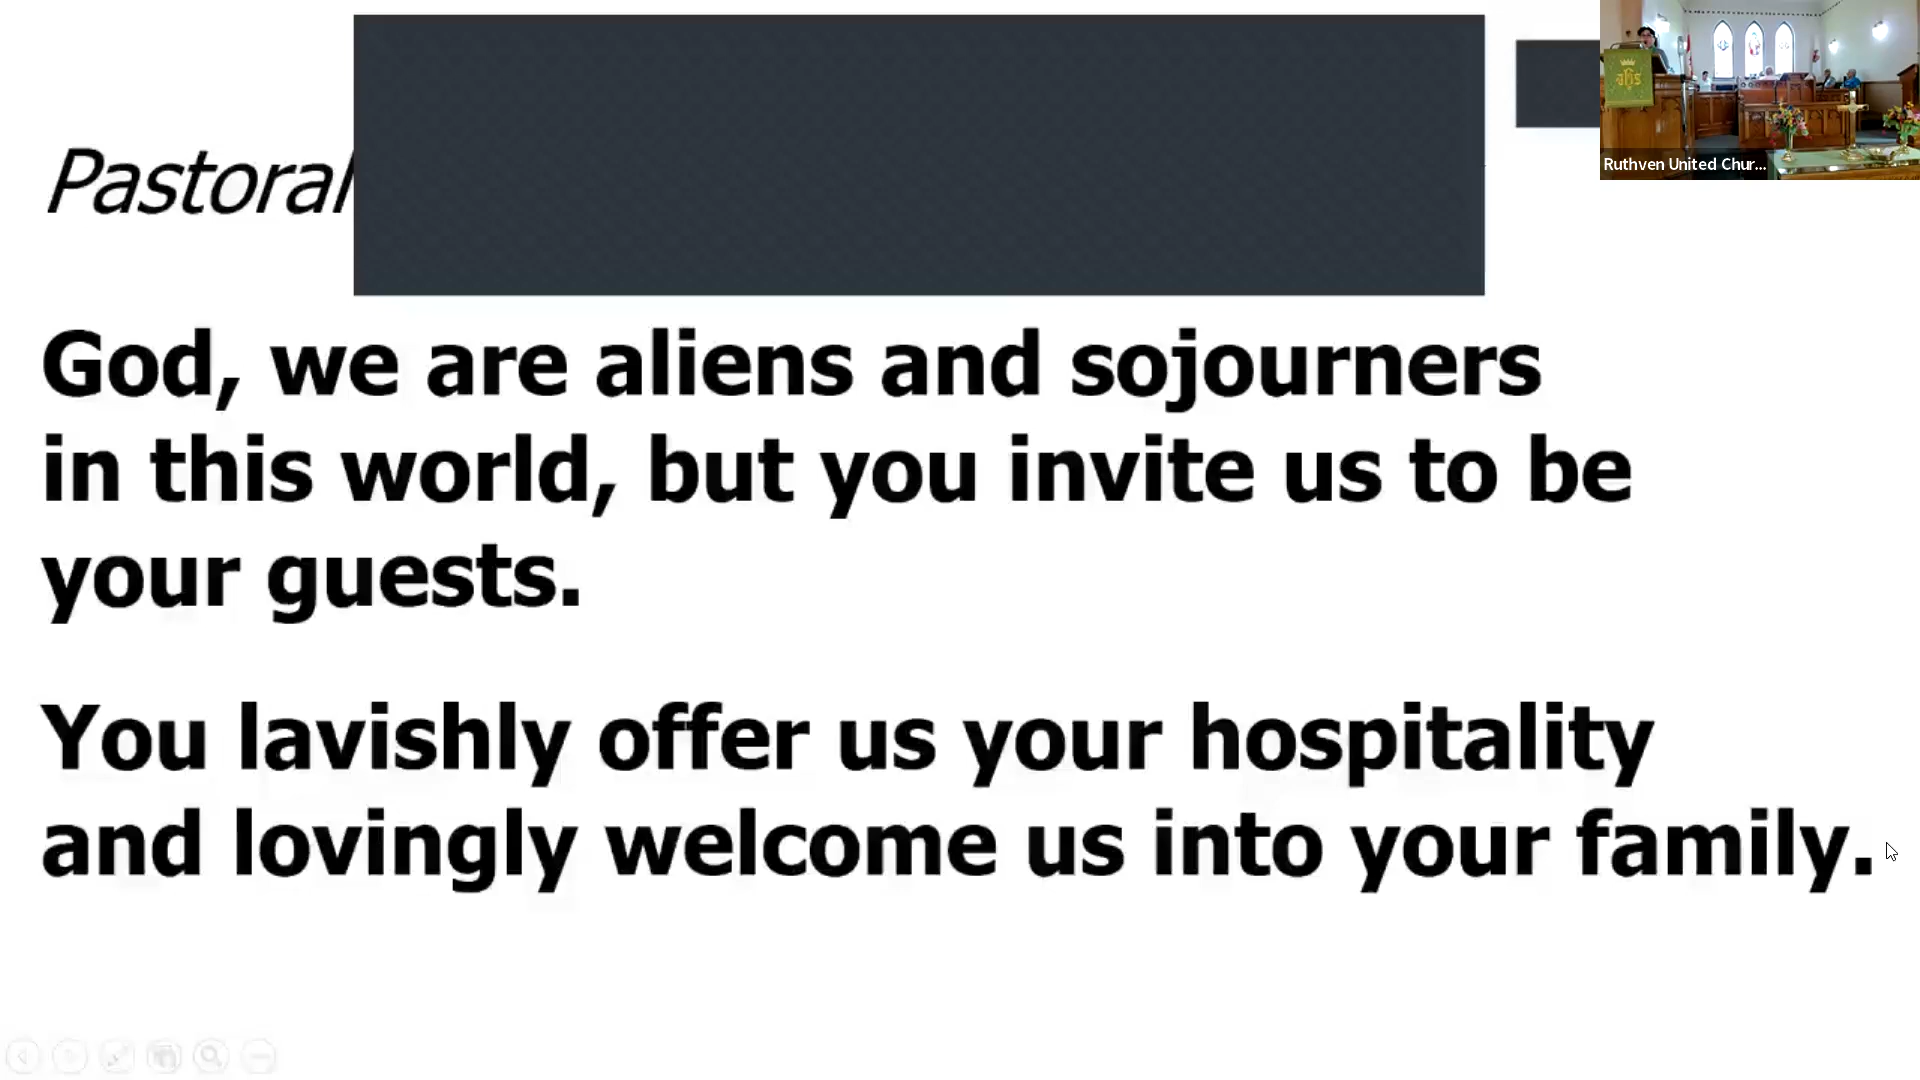 Pastoral
God, we are aliens and sojourners
in this world, but you invite us to be
your guests.
You lavishly offer us your hospitality
and lovingly welcome us into your family.
Ruthven United Chur...